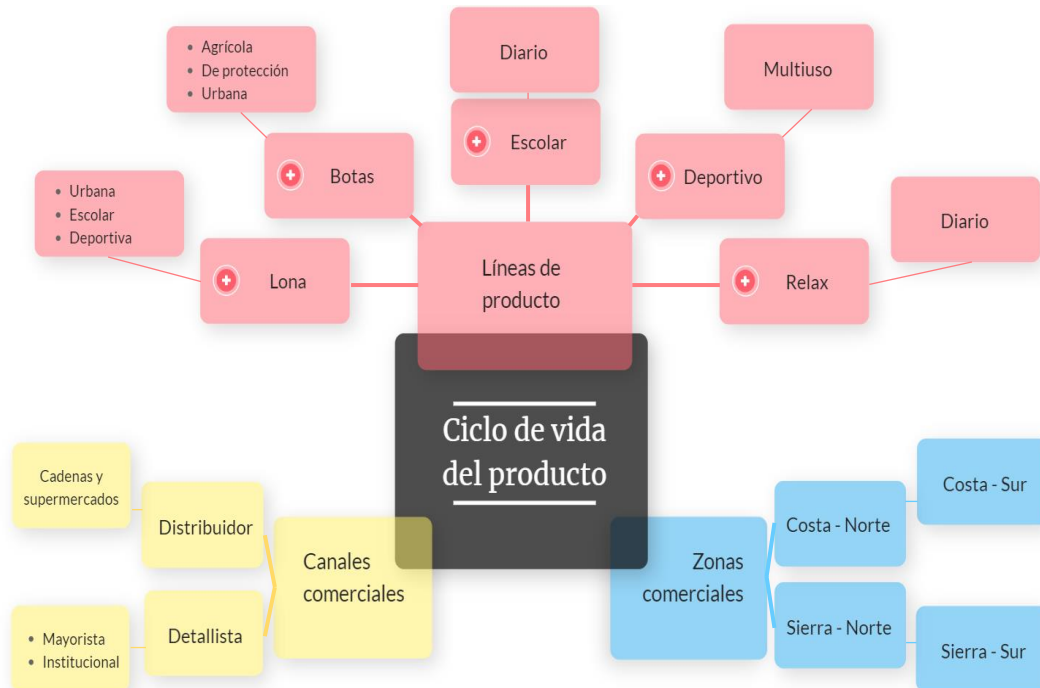 • Agrícola
• De protección
• Urbana
Diario
Multiuso
Botas
Escolar
Deportivo
• Urbana
• Escolar
• Deportiva
Diario
Lona
Líneas de
producto
Relax
Ciclo de vida
del producto
Cadenas y
supermercados
Distribuidor
Canales
comerciales
• Mayorista
• Institucional
Detallista
Zonas
comerciales
Costa - Norte
Costa - Sur
Sierra - Norte
Sierra - Sur